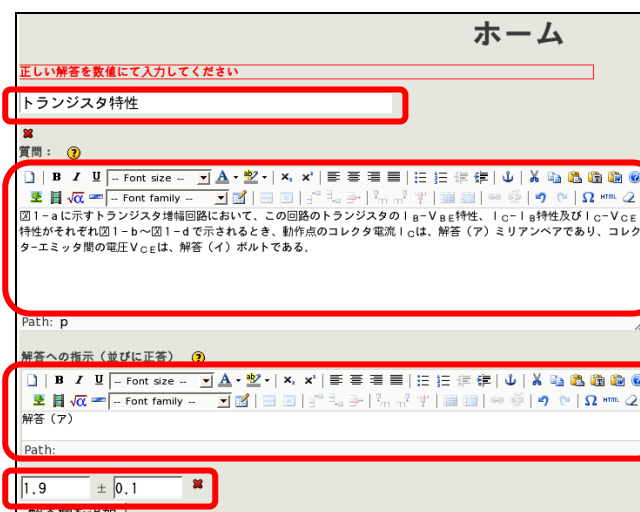 ホーム
正しい解答を数値にて入力してください
トランジスタ特性
質問：
B I U -- Font size -- A ab x₂ x²
√α -- Font family -- Ω HTML
図１－ａに示すトランジスタ増幅回路において、この回路のトランジスタのＩB－ＶBE特性、ＩC－ＩB特性及びＩC－ＶCE
特性がそれぞれ図１－ｂ～図１－ｄで示されるとき、動作点のコレクタ電流ＩCは、解答（ア）ミリアンペアであり、コレク
タ－エミッタ間の電圧ＶCEは、解答（イ）ボルトである。
Path: p
解答への指示（並びに正答）
B I U -- Font size -- A ab x₂ x²
√α -- Font family -- Ω HTML
解答（ア）
Path:
1.9 ± 0.1